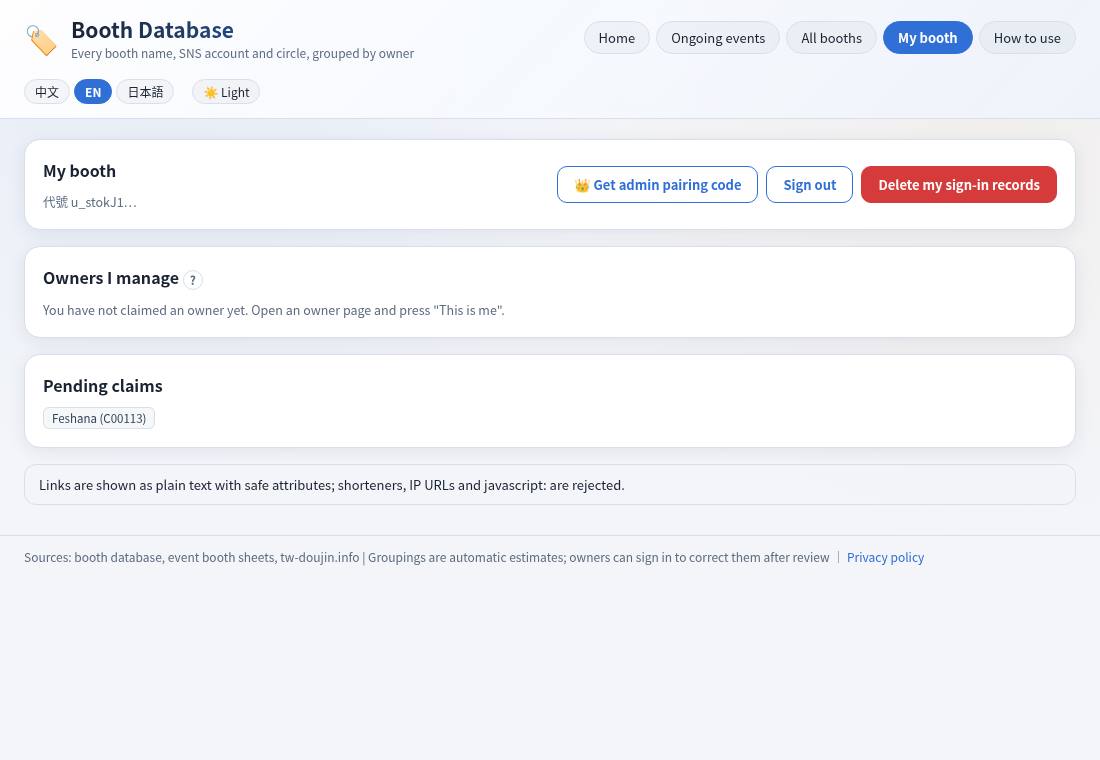 Booth Database
Every booth name, SNS account and circle, grouped by owner
Home
Ongoing events
All booths
My booth
How to use
中文
EN
日本語
Light
My booth
代號 u_stokJ1…
Get admin pairing code
Sign out
Delete my sign-in records
Owners I manage ?
You have not claimed an owner yet. Open an owner page and press "This is me".
Pending claims
Feshana (C00113)
Links are shown as plain text with safe attributes; shorteners, IP URLs and javascript: are rejected.
Sources: booth database, event booth sheets, tw-doujin.info | Groupings are automatic estimates; owners can sign in to correct them after review | Privacy policy